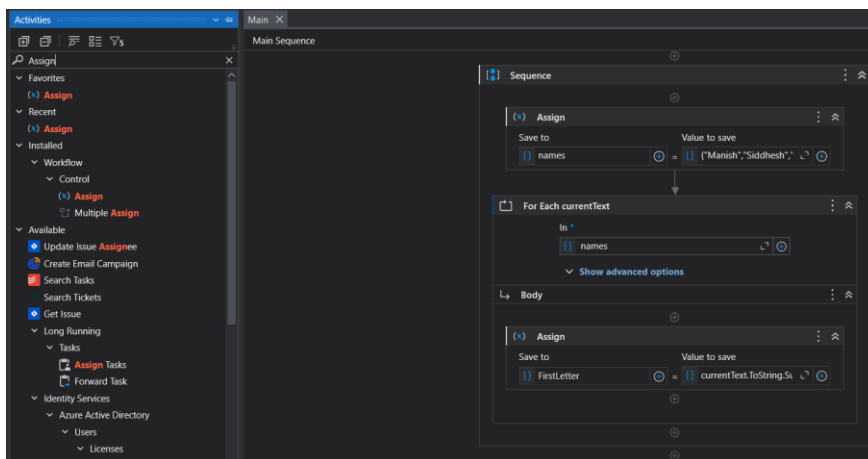 Activities
Assign
Favorites
Assign
Recent
Assign
Installed
Workflow
Control
Assign
Multiple Assign
Available
Update Issue Assignee
Create Email Campaign
Search Tasks
Search Tickets
Get Issue
Long Running
Tasks
Assign Tasks
Forward Task
Identity Services
Azure Active Directory
Users
Licenses
Main
Main Sequence
Sequence
Assign
Save to Value to save
names = {"Manish","Siddhesh","
For Each currentText
In *
names
Show advanced options
Body
Assign
Save to Value to save
FirstLetter = currentText.ToString.Su